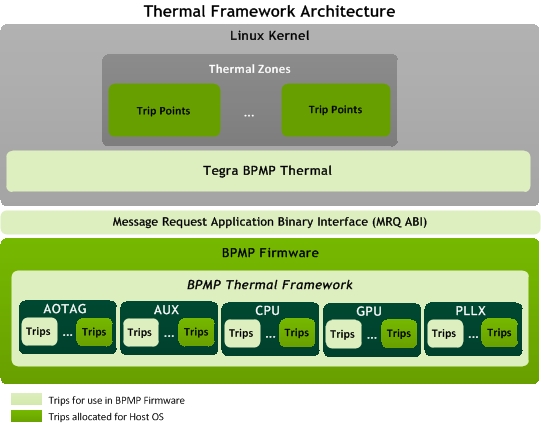 Thermal Framework Architecture
Linux Kernel
Thermal Zones
Trip Points ... Trip Points
Tegra BPMP Thermal
Message Request Application Binary Interface (MRQ ABI)
BPMP Firmware
BPMP Thermal Framework
AOTAG AUX CPU GPU PLLX
Trips ... Trips Trips ... Trips Trips ... Trips Trips ... Trips Trips ... Trips
Trips for use in BPMP Firmware
Trips allocated for Host OS